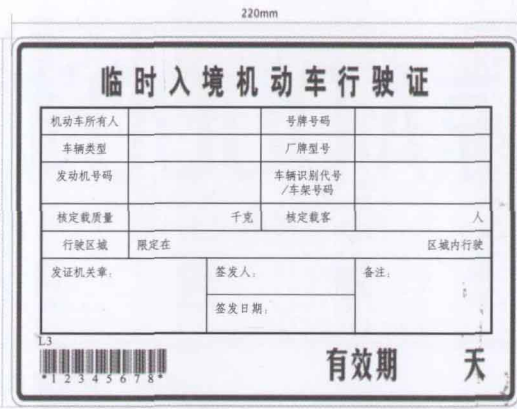 220mm
临时入境机动车行驶证
机动车所有人 号牌号码
车辆类型 厂牌型号
发动机号码 车辆识别代号
/车架号码
核定载质量 千克 核定载客 人
行驶区域 限定在 区域内行驶
发证机关章: 签发人: 备注:
签发日期:
L3
*12345678*
有效期 天